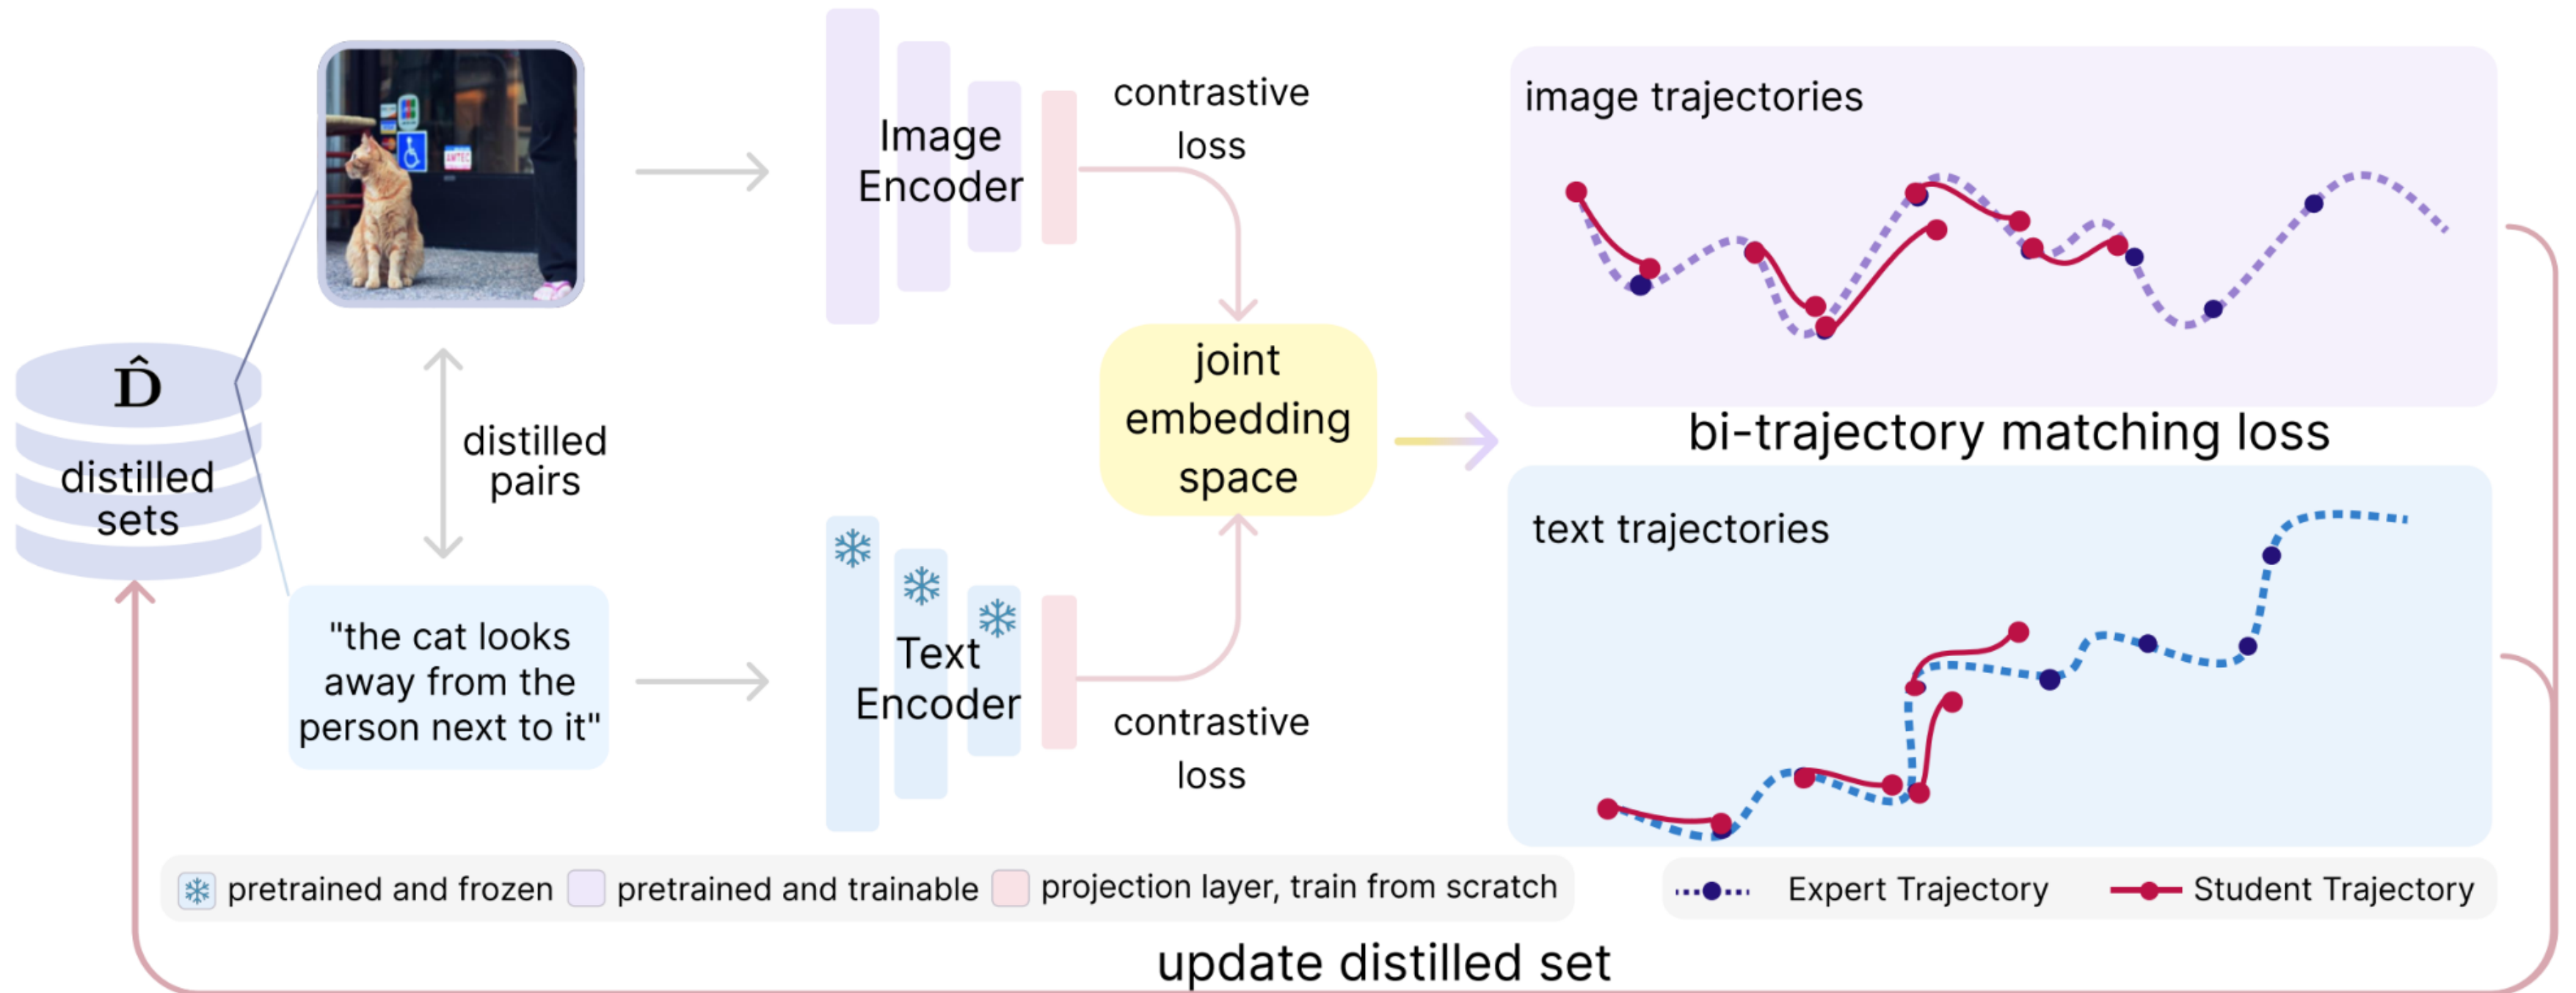 D̂
distilled
sets
distilled
pairs
"the cat looks
away from the
person next to it"
AMTEC
Image
Encoder
contrastive
loss
joint
embedding
space
Text
Encoder
contrastive
loss
image trajectories
bi-trajectory matching loss
text trajectories
pretrained and frozen
pretrained and trainable
projection layer, train from scratch
Expert Trajectory
Student Trajectory
update distilled set